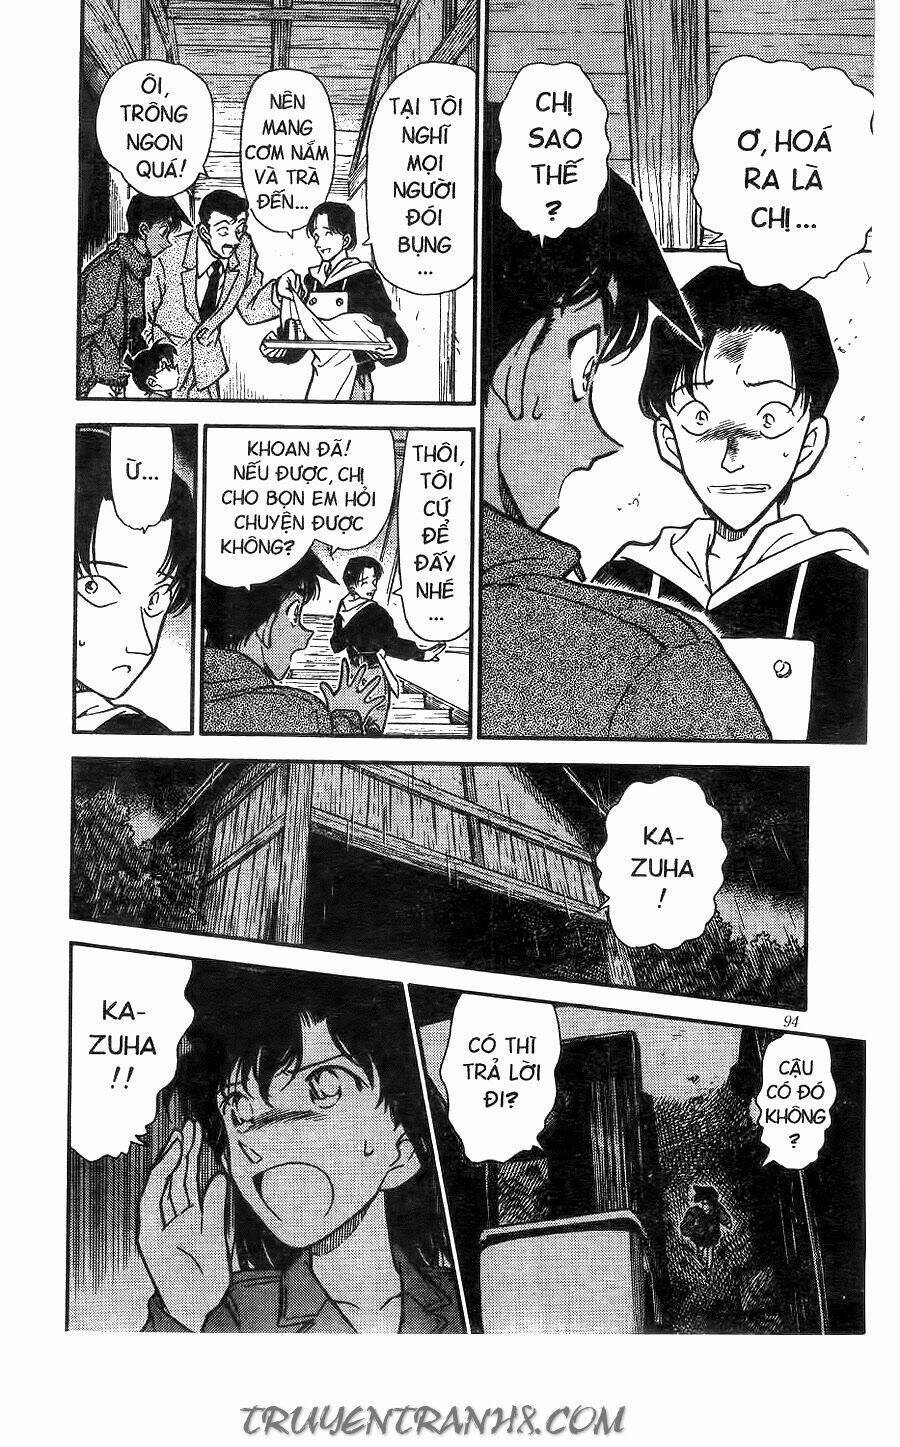 Ơ, HOÁ
RA LÀ
CHỊ...
CHỊ
SAO
THẾ
?
TẠI TÔI
NGHĨ
MỌI
NGƯỜI
ĐÓI
BỤNG
...
NÊN
MANG
CƠM NẮM
VÀ TRÀ
ĐẾN...
ÔI,
TRÔNG
NGON
QUÁ!
THÔI,
TÔI
CỨ
ĐỂ
ĐẤY
NHÉ
...
KHOAN ĐÃ!
NẾU ĐƯỢC, CHỊ
CHO BỌN EM HỎI
CHUYỆN ĐƯỢC
KHÔNG?
Ừ...
KA-
ZUHA
!
94
CẬU
CÓ ĐÓ
KHÔNG
?
CÓ THÌ
TRẢ LỜI
ĐI?
KA-
ZUHA
!!
TRUYENTRANH8.COM